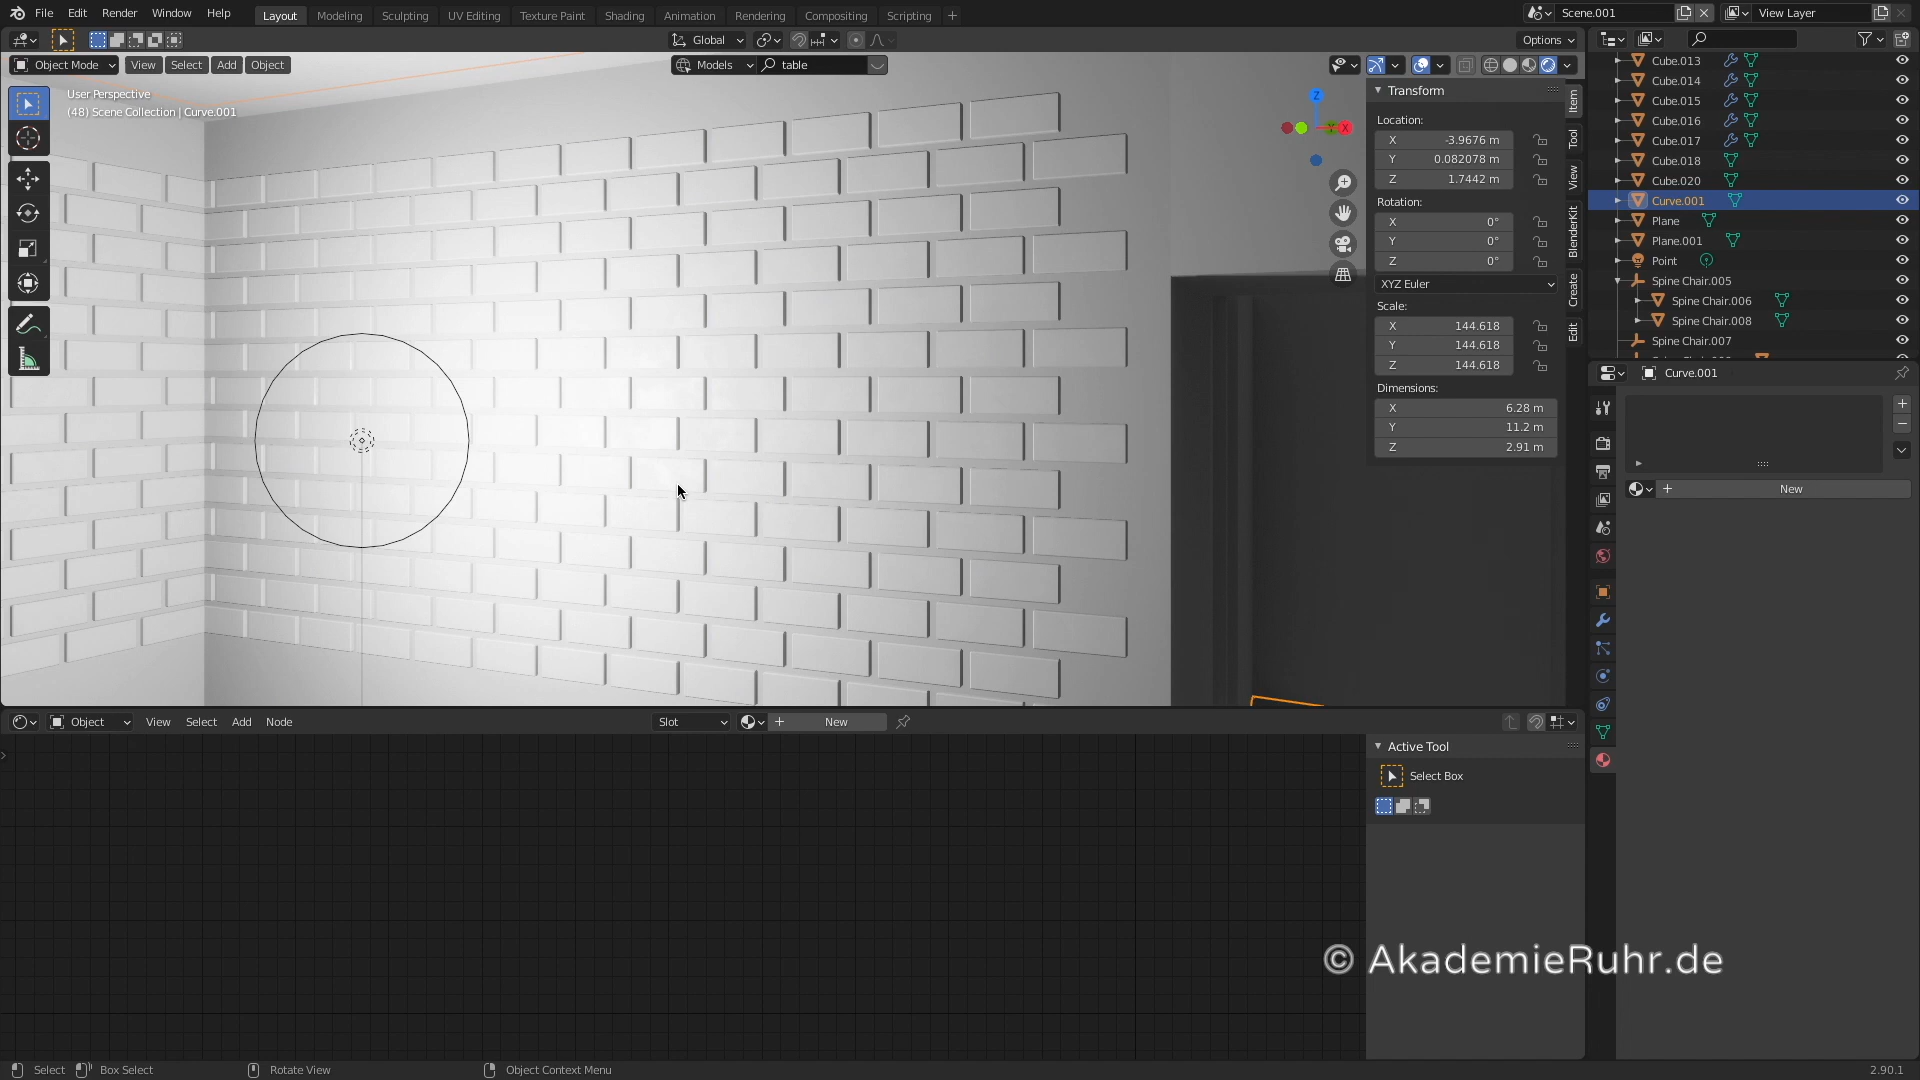 File Edit Render Window Help Layout Modeling Sculpting UV Editing Texture Paint Shading Animation Rendering Compositing Scripting + Scene.001 View Layer
Global Options
Object Mode View Select Add Object Models table
User Perspective
(48) Scene Collection | Curve.001
Z
X
Transform
Location:
X -3.9676 m
Y 0.082078 m
Z 1.7442 m
Rotation:
X 0°
Y 0°
Z 0°
XYZ Euler
Scale:
X 144.618
Y 144.618
Z 144.618
Dimensions:
X 6.28 m
Y 11.2 m
Z 2.91 m
Item
Tool
View
BlenderKit
Create
Edit
Cube.013
Cube.014
Cube.015
Cube.016
Cube.017
Cube.018
Cube.020
Curve.001
Plane
Plane.001
Point
Spine Chair.005
Spine Chair.006
Spine Chair.008
Spine Chair.007
Curve.001
New
Object View Select Add Node Slot New
Active Tool
Select Box
© AkademieRuhr.de
Select Box Select Rotate View Object Context Menu 2.90.1